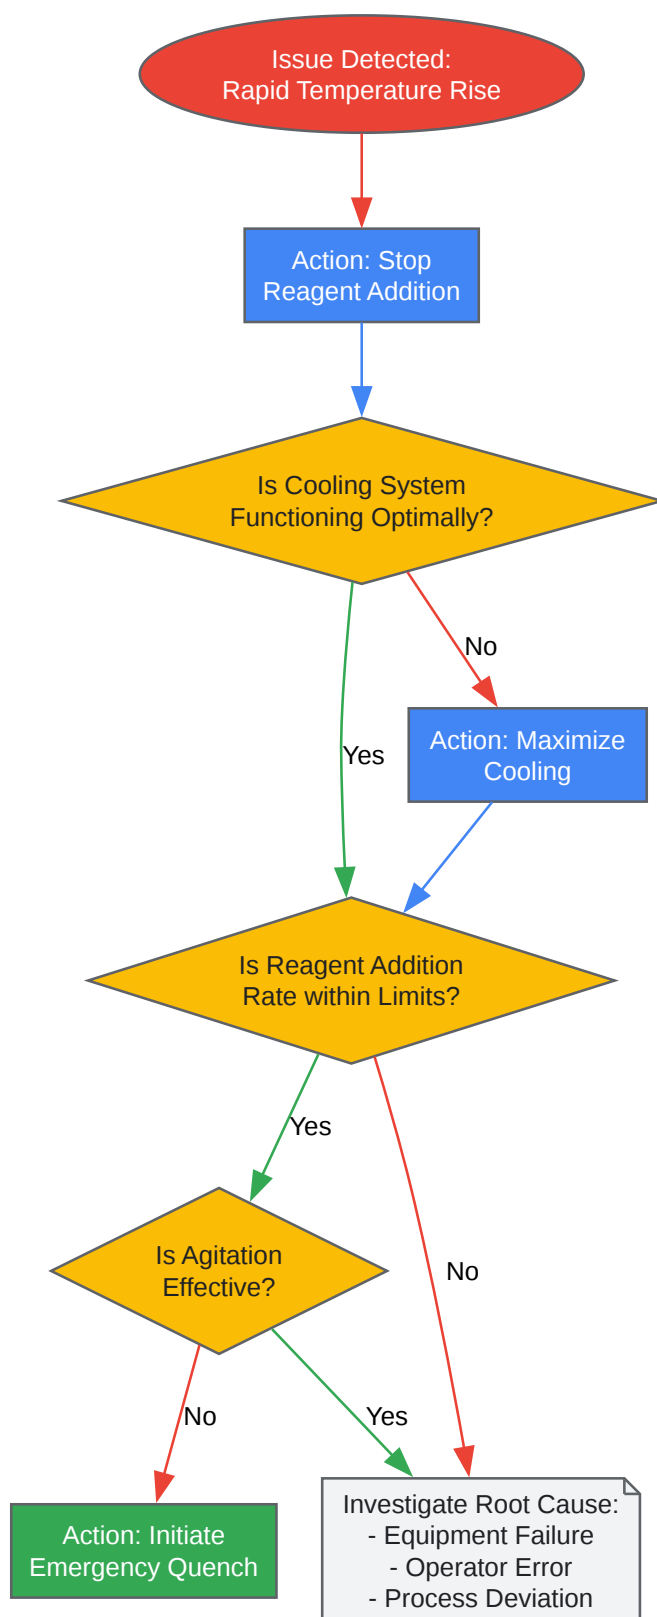 Issue Detected:
Rapid Temperature Rise
Action: Stop
Reagent Addition
Is Cooling System
Functioning Optimally?
No
Action: Maximize
Cooling
Yes
Is Reagent Addition
Rate within Limits?
Yes
Is Agitation
Effective?
No
No
Yes
Action: Initiate
Emergency Quench
Investigate Root Cause:
- Equipment Failure
- Operator Error
- Process Deviation